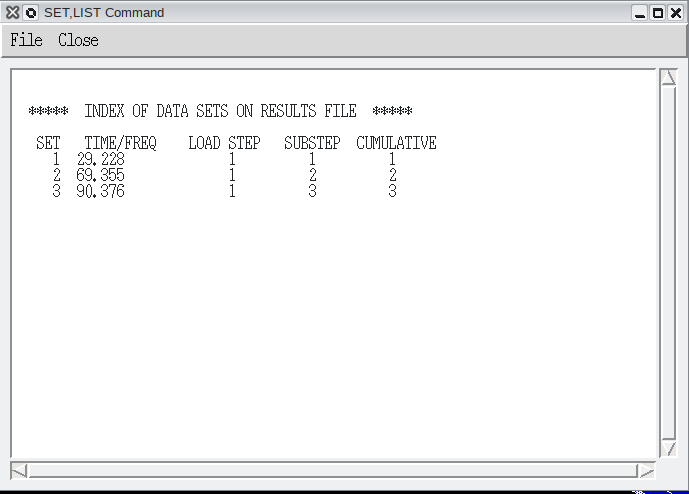 SET,LIST Command
File Close
***** INDEX OF DATA SETS ON RESULTS FILE *****
SET TIME/FREQ LOAD STEP SUBSTEP CUMULATIVE
1 29.228 1 1 1
2 69.355 1 2 2
3 90.376 1 3 3